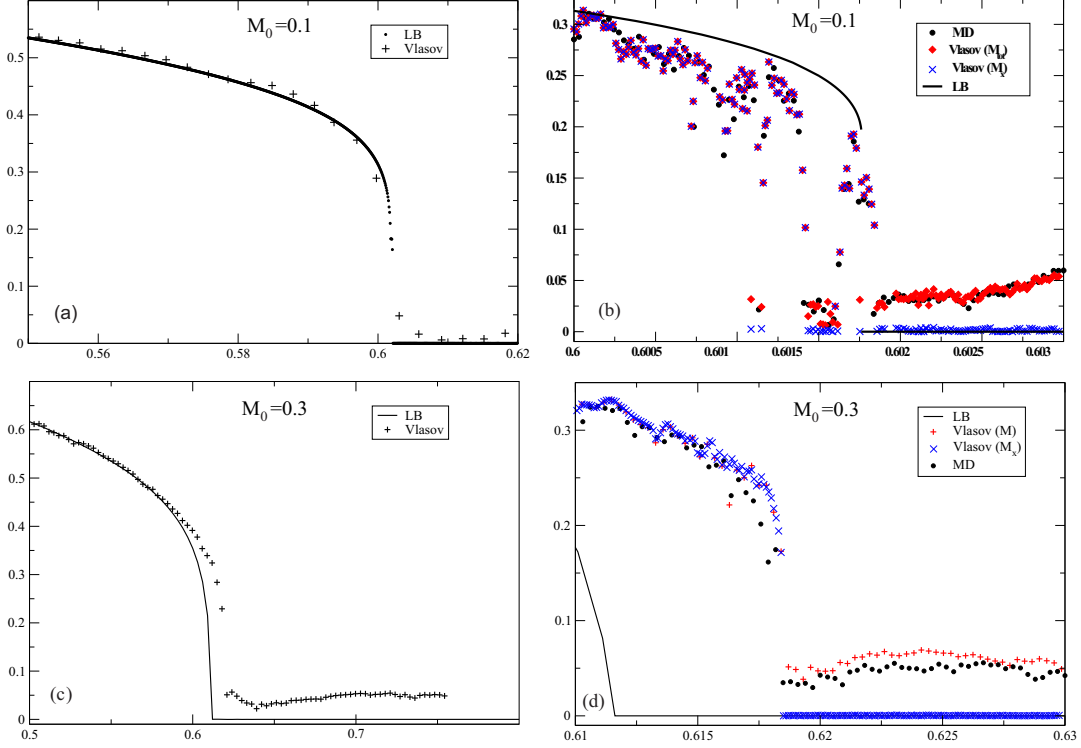 M0=0.1
LB
Vlasov
0.5
0.4
0.3
0.2
0.1
0
(a)
0.56
0.58
0.6
0.62
M0=0.1
MD
Vlasov (Mtot)
Vlasov (Mx)
LB
0.3
0.25
0.2
0.15
0.1
0.05
0
(b)
0.6
0.6005
0.601
0.6015
0.602
0.6025
0.603
M0=0.3
LB
Vlasov
0.6
0.5
0.4
0.3
0.2
0.1
0
(c)
0.5
0.6
0.7
M0=0.3
LB
Vlasov (M)
Vlasov (Mx)
MD
0.3
0.2
0.1
0
(d)
0.61
0.615
0.62
0.625
0.63